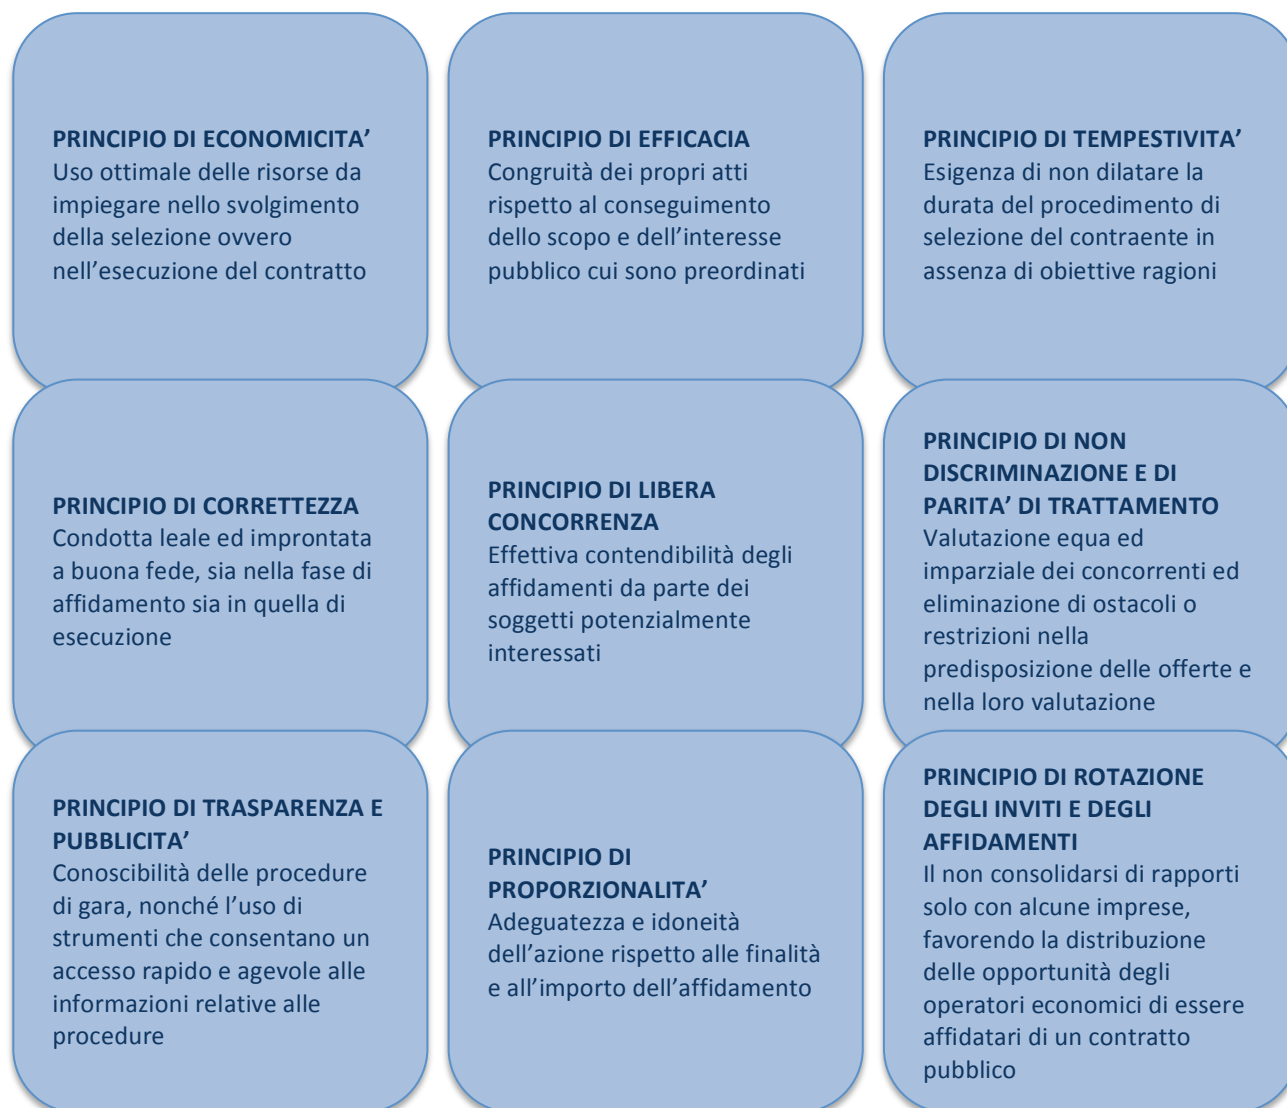 PRINCIPIO DI ECONOMICITA’
Uso ottimale delle risorse da
impiegare nello svolgimento
della selezione ovvero
nell’esecuzione del contratto
PRINCIPIO DI EFFICACIA
Congruità dei propri atti
rispetto al conseguimento
dello scopo e dell’interesse
pubblico cui sono preordinati
PRINCIPIO DI TEMPESTIVITA’
Esigenza di non dilatare la
durata del procedimento di
selezione del contraente in
assenza di obiettive ragioni
PRINCIPIO DI CORRETTEZZA
Condotta leale ed improntata
a buona fede, sia nella fase di
affidamento sia in quella di
esecuzione
PRINCIPIO DI LIBERA
CONCORRENZA
Effettiva contendibilità degli
affidamenti da parte dei
soggetti potenzialmente
interessati
PRINCIPIO DI NON
DISCRIMINAZIONE E DI
PARITA’ DI TRATTAMENTO
Valutazione equa ed
imparziale dei concorrenti ed
eliminazione di ostacoli o
restrizioni nella
predisposizione delle offerte e
nella loro valutazione
PRINCIPIO DI TRASPARENZA E
PUBBLICITA’
Conoscibilità delle procedure
di gara, nonché l’uso di
strumenti che consentano un
accesso rapido e agevole alle
informazioni relative alle
procedure
PRINCIPIO DI
PROPORZIONALITA’
Adeguatezza e idoneità
dell’azione rispetto alle finalità
e all’importo dell’affidamento
PRINCIPIO DI ROTAZIONE
DEGLI INVITI E DEGLI
AFFIDAMENTI
Il non consolidarsi di rapporti
solo con alcune imprese,
favorendo la distribuzione
delle opportunità degli
operatori economici di essere
affidatari di un contratto
pubblico